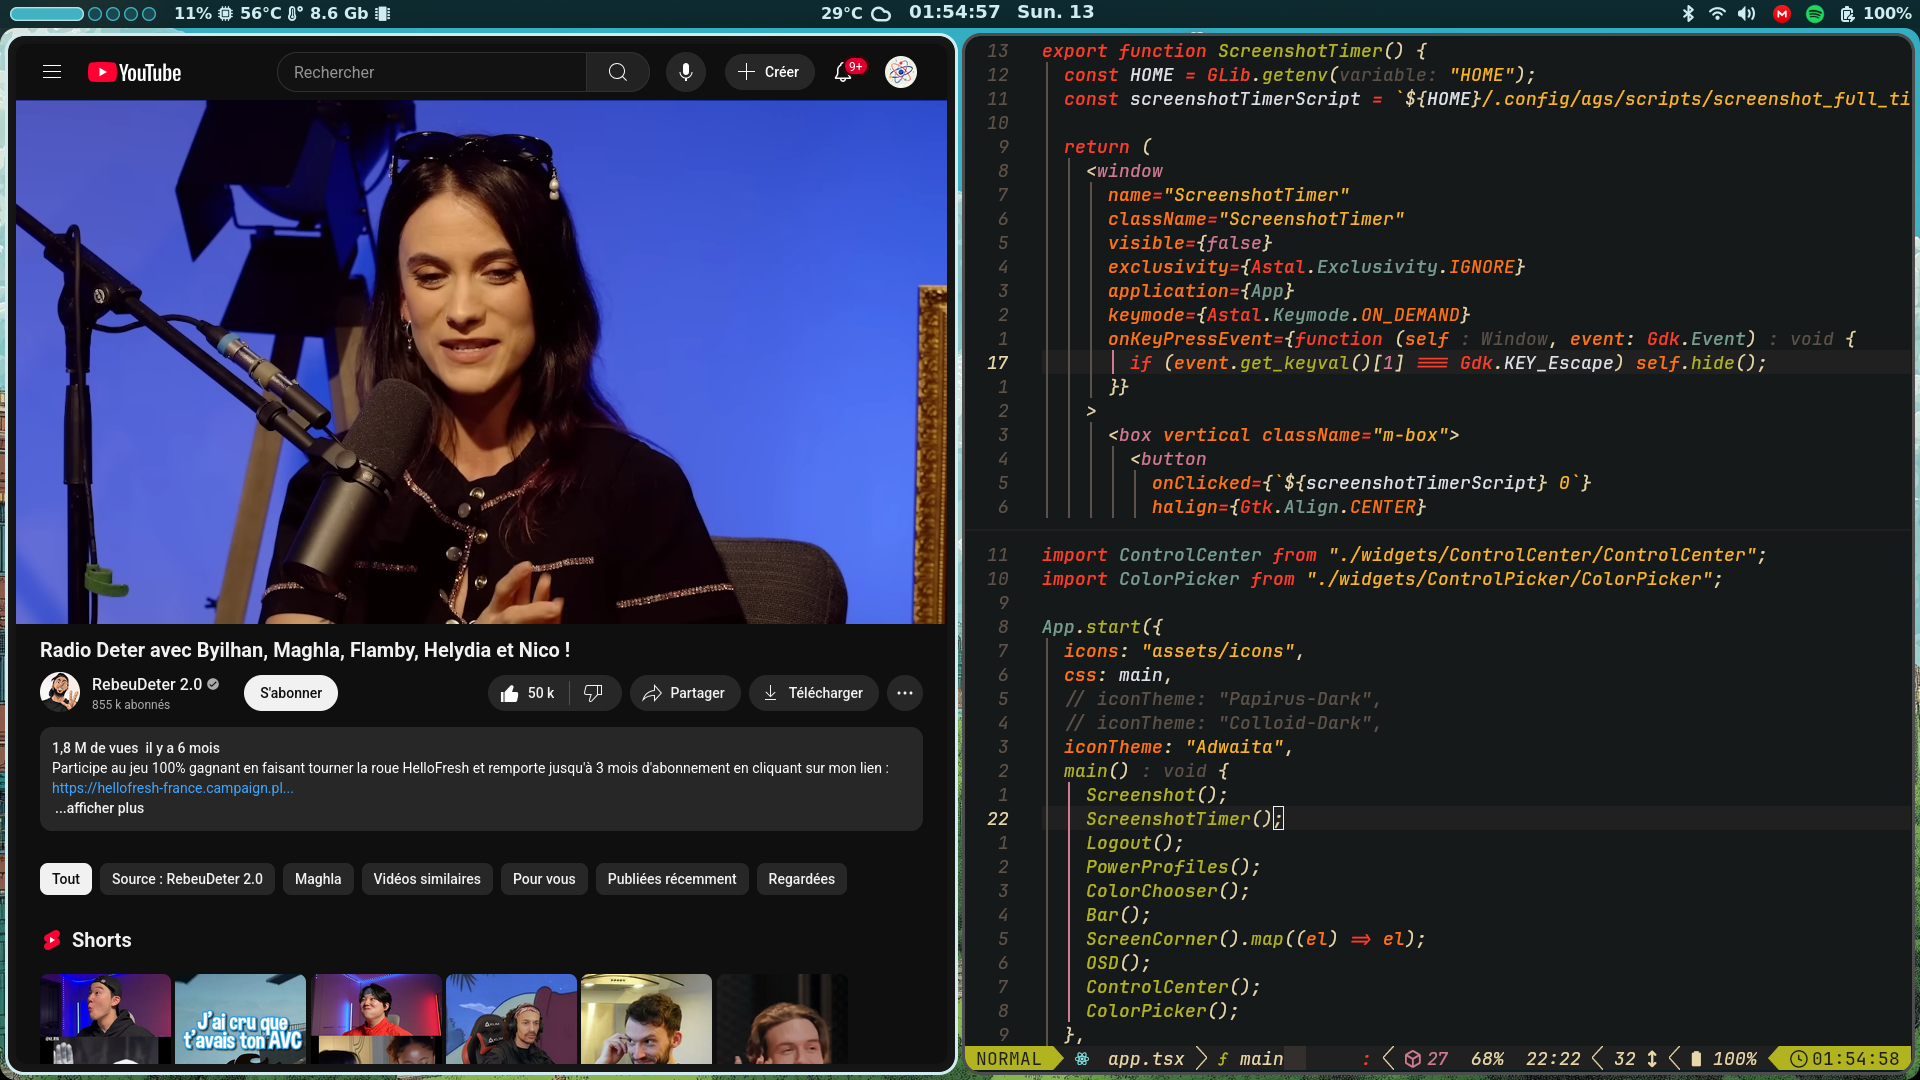 11% 56°C 8.6 Gb
29°C 01:54:57 Sun. 13
100%
YouTube
Rechercher
Créer
9+
Radio Deter avec Byilhan, Maghla, Flamby, Helydia et Nico !
RebeuDeter 2.0
855 k abonnés
S'abonner
50 k
Partager
Télécharger
1,8 M de vues il y a 6 mois
Participe au jeu 100% gagnant en faisant tourner la roue HelloFresh et remporte jusqu'à 3 mois d'abonnement en cliquant sur mon lien :
https://hellofresh-france.campaign.pl...
...afficher plus
Tout
Source : RebeuDeter 2.0
Maghla
Vidéos similaires
Pour vous
Publiées récemment
Regardées
Shorts
J'ai cru que
t'avais ton AVC
13 export function ScreenshotTimer() {
12 const HOME = GLib.getenv(variable: "HOME");
11 const screenshotTimerScript = `${HOME}/.config/ags/scripts/screenshot_full_ti
10
9 return (
8 <window
7 name="ScreenshotTimer"
6 className="ScreenshotTimer"
5 visible={false}
4 exclusivity={Astal.Exclusivity.IGNORE}
3 application={App}
2 keymode={Astal.Keymode.ON_DEMAND}
1 onKeyPressEvent={function (self : Window, event: Gdk.Event) : void {
17 if (event.get_keyval()[1] === Gdk.KEY_Escape) self.hide();
1 }}
2 >
3 <box vertical className="m-box">
4 <button
5 onClicked={`${screenshotTimerScript} 0`}
6 halign={Gtk.Align.CENTER}
11 import ControlCenter from "./widgets/ControlCenter/ControlCenter";
10 import ColorPicker from "./widgets/ControlPicker/ColorPicker";
9
8 App.start({
7 icons: "assets/icons",
6 css: main,
5 // iconTheme: "Papirus-Dark",
4 // iconTheme: "Colloid-Dark",
3 iconTheme: "Adwaita",
2 main() : void {
1 Screenshot();
22 ScreenshotTimer();
1 Logout();
2 PowerProfiles();
3 ColorChooser();
4 Bar();
5 ScreenCorner().map((el) => el);
6 OSD();
7 ControlCenter();
8 ColorPicker();
9 },
NORMAL app.tsx main : 27 68% 22:22 32 100% 01:54:58